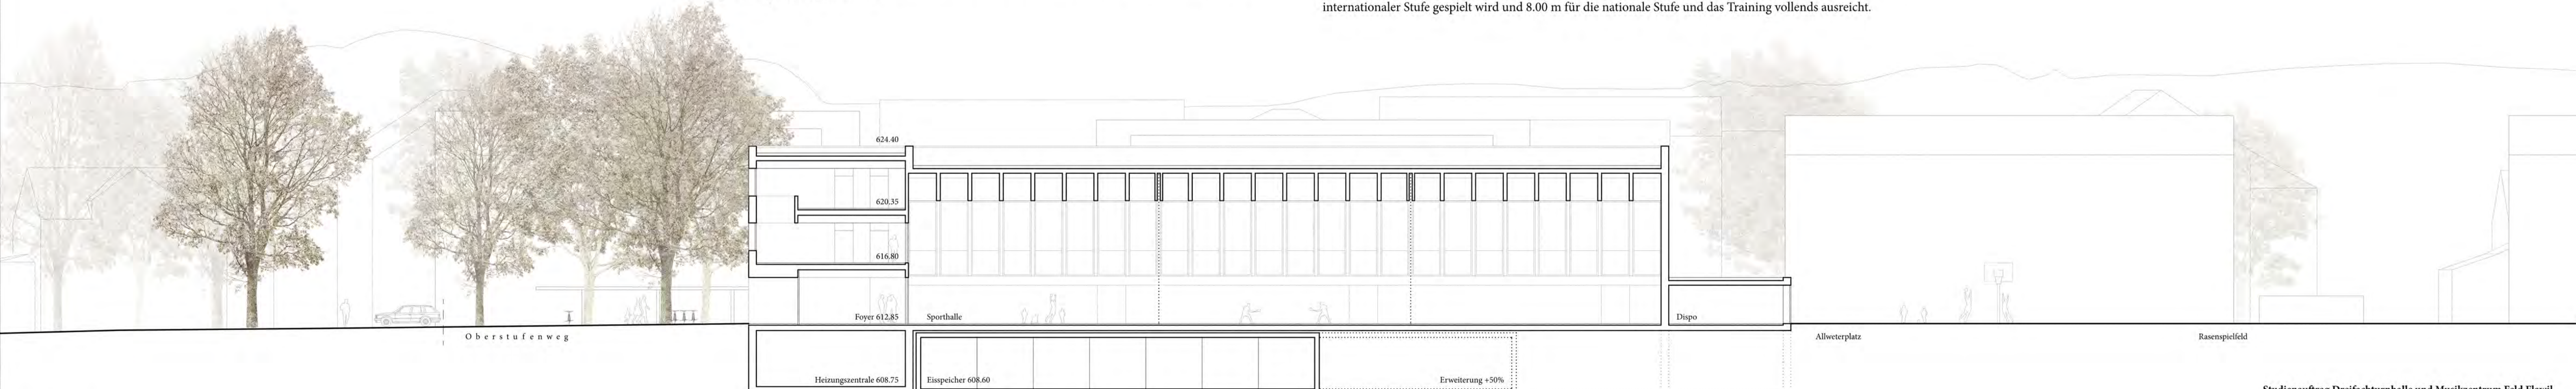 internationaler Stufe gespielt wird und 8.00 m für die nationale Stufe und das Training vollends ausreicht.
624.40
620.35
616.80
Foyer 612.85
Sporthalle
Dispo
Oberstufenweg
Allweterplatz
Rasenspielfeld
Heizungszentrale 608.75
Eisspeicher 608.60
Erweiterung +50%